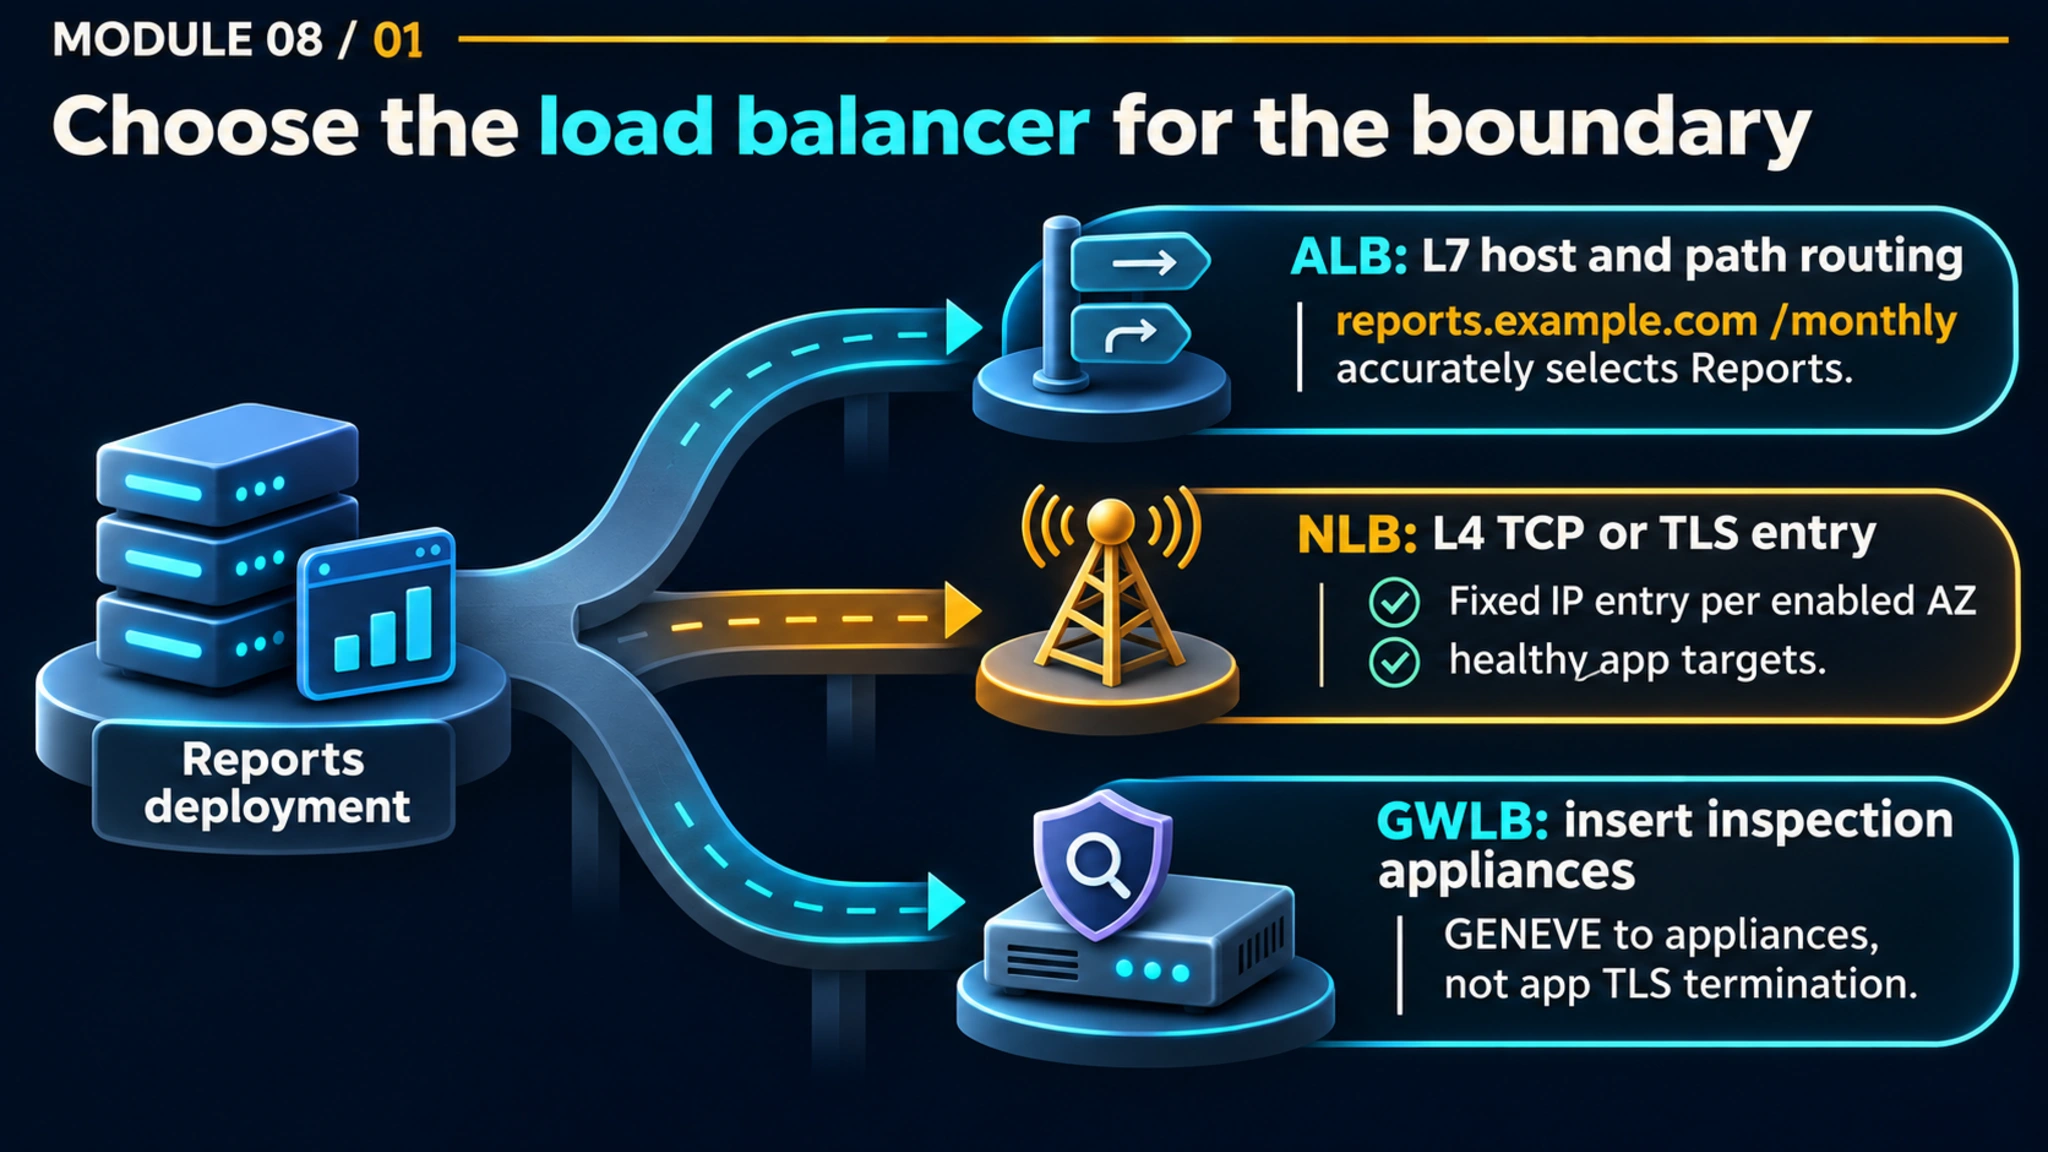 MODULE 08 / 01
Choose the load balancer for the boundary
Reports
deployment
ALB: L7 host and path routing
reports.example.com /monthly
accurately selects Reports.
NLB: L4 TCP or TLS entry
Fixed IP entry per enabled AZ
healthy app targets.
GWLB: insert inspection
appliances
GENEVE to appliances,
not app TLS termination.